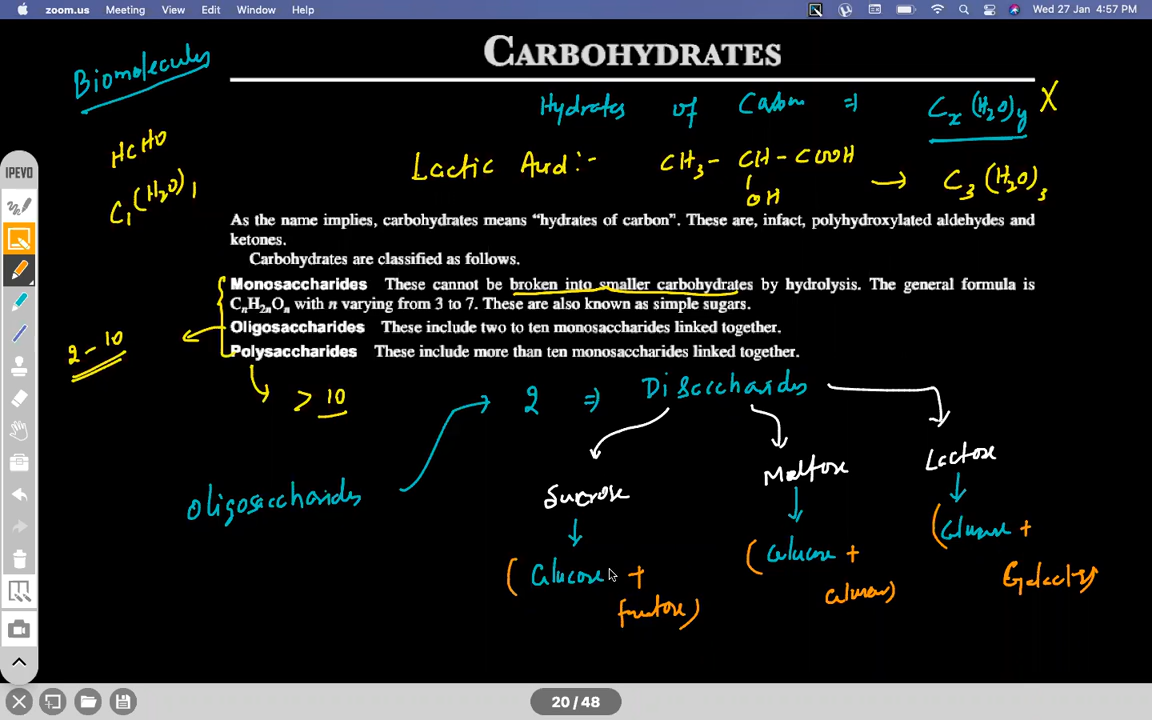 zoom.us Meeting View Edit Window Help Wed 27 Jan 4:57 PM
CARBOHYDRATES
Biomolecules
Hydrates of Carbon ⇒ Cx (H2O)y X
HCHO
C1(H2O)1
Lactic Acid :- CH3 - CH - COOH → C3 (H2O)3
OH
IPEVO
As the name implies, carbohydrates means “hydrates of carbon”. These are, infact, polyhydroxylated aldehydes and
ketones.
Carbohydrates are classified as follows.
Monosaccharides These cannot be broken into smaller carbohydrates by hydrolysis. The general formula is
CnH2nOn with n varying from 3 to 7. These are also known as simple sugars.
Oligosaccharides These include two to ten monosaccharides linked together.
2 - 10
Polysaccharides These include more than ten monosaccharides linked together.
> 10
2 ⇒ Disaccharides
Oligosaccharides
Sucrose Maltose Lactose
(Glucose + fructose)
(Glucose + Glucose)
(Glucose + Galactose
20 / 48